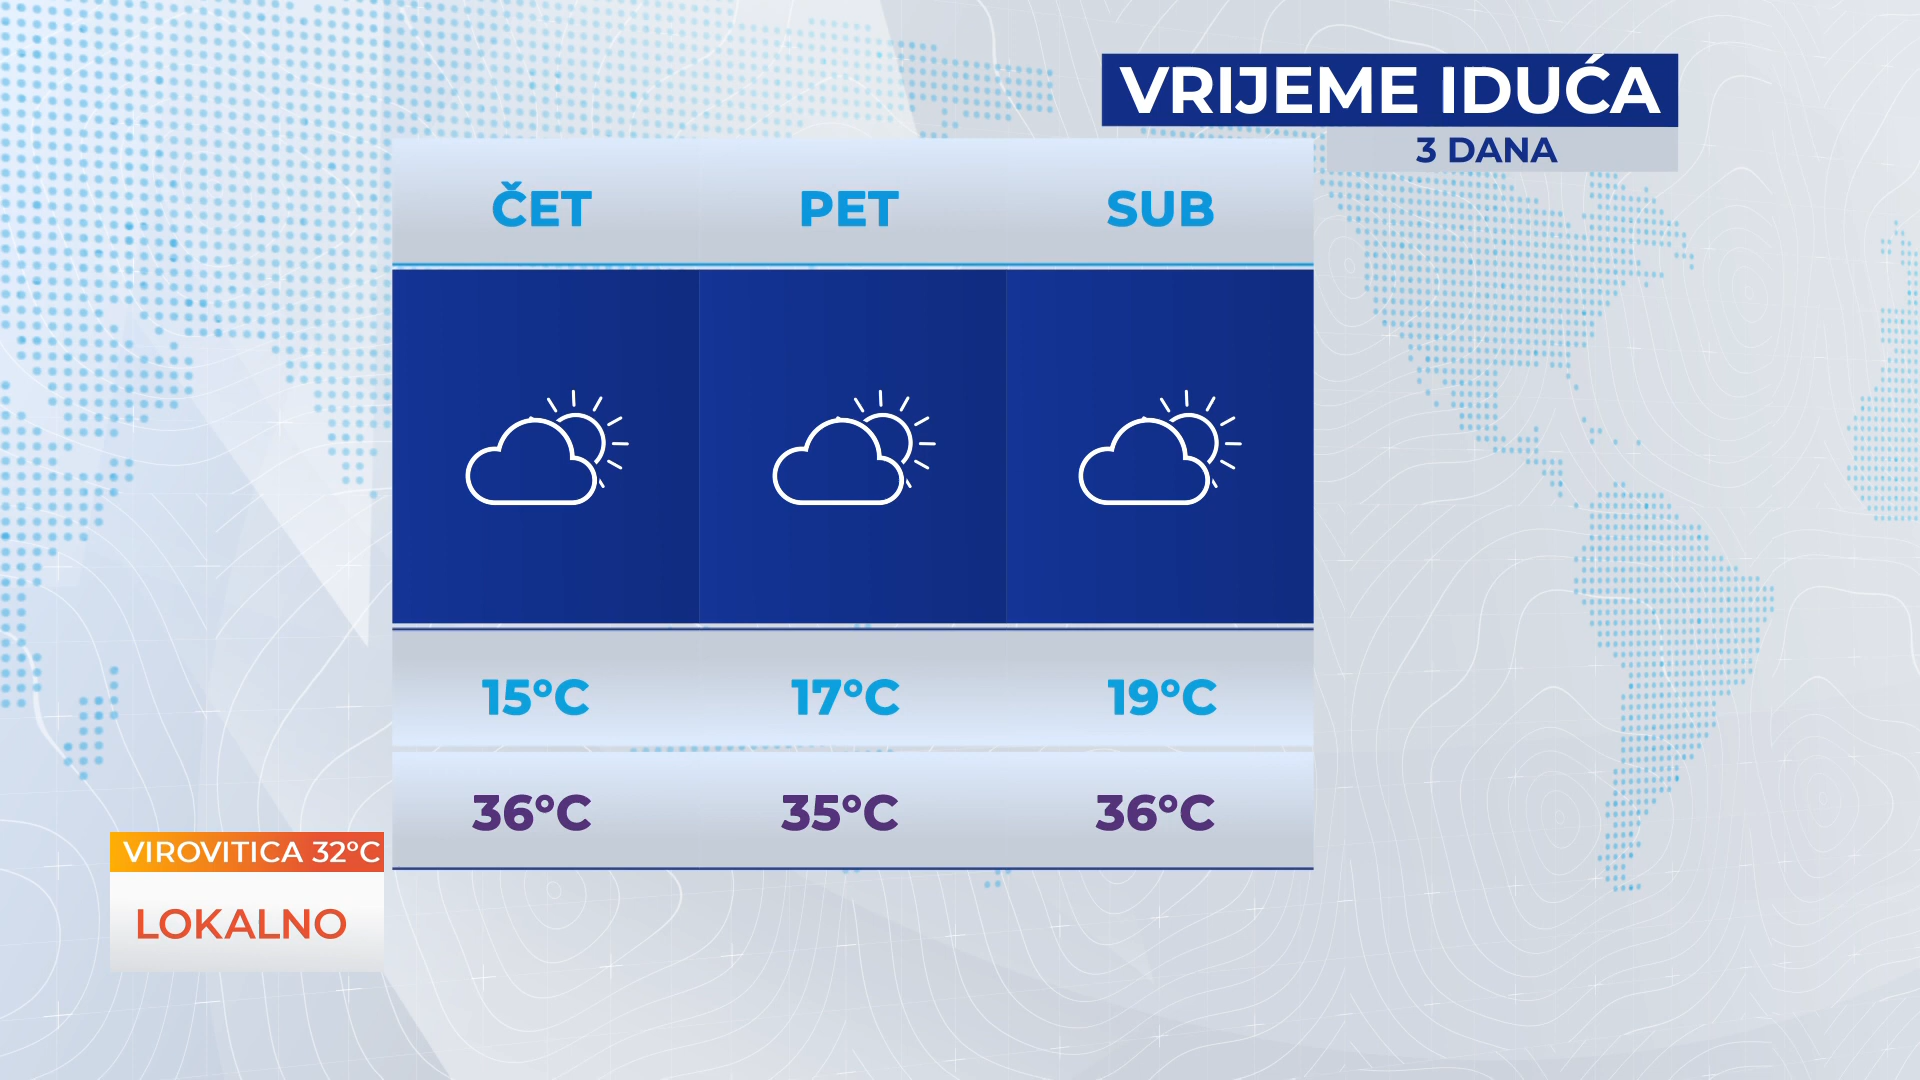 VRIJEME IDUĆA
3 DANA
ČET PET SUB
15°C 17°C 19°C
36°C 35°C 36°C
VIROVITICA 32°C
LOKALNO